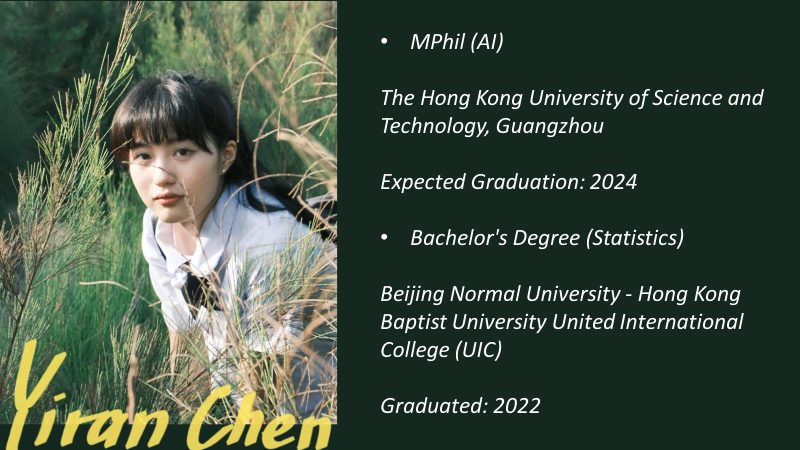 • MPhil (AI)
The Hong Kong University of Science and
Technology, Guangzhou
Expected Graduation: 2024
• Bachelor's Degree (Statistics)
Beijing Normal University - Hong Kong
Baptist University United International
College (UIC)
Graduated: 2022
Yiran Chen